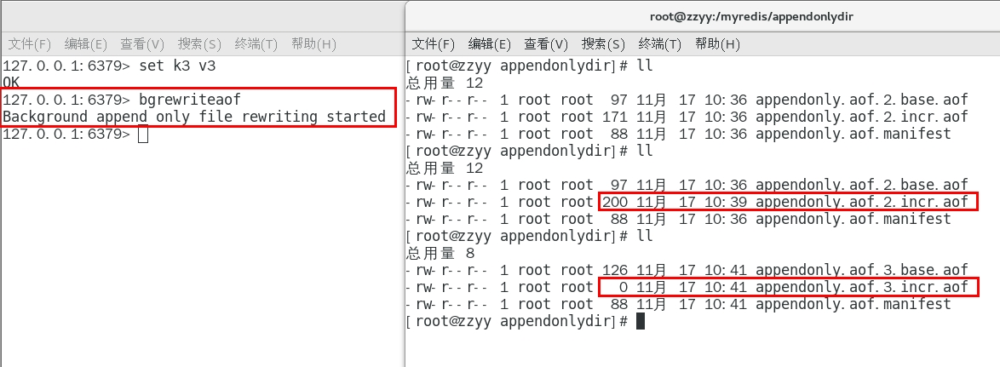 文件(F) 编辑(E) 查看(V) 搜索(S) 终端(T) 帮助(H)
127.0.0.1:6379> set k3 v3
OK
127.0.0.1:6379> bgrewriteaof
Background append only file rewriting started
127.0.0.1:6379>
root@zzyy:/myredis/appendonlydir
文件(F) 编辑(E) 查看(V) 搜索(S) 终端(T) 帮助(H)
[root@zzyy appendonlydir]# ll
总用量 12
-rw-r--r-- 1 root root  97 11月 17 10:36 appendonly.aof.2.base.aof
-rw-r--r-- 1 root root 171 11月 17 10:36 appendonly.aof.2.incr.aof
-rw-r--r-- 1 root root  88 11月 17 10:36 appendonly.aof.manifest
[root@zzyy appendonlydir]# ll
总用量 12
-rw-r--r-- 1 root root  97 11月 17 10:36 appendonly.aof.2.base.aof
-rw-r--r-- 1 root root 200 11月 17 10:39 appendonly.aof.2.incr.aof
-rw-r--r-- 1 root root  88 11月 17 10:36 appendonly.aof.manifest
[root@zzyy appendonlydir]# ll
总用量 8
-rw-r--r-- 1 root root 126 11月 17 10:41 appendonly.aof.3.base.aof
-rw-r--r-- 1 root root   0 11月 17 10:41 appendonly.aof.3.incr.aof
-rw-r--r-- 1 root root  88 11月 17 10:41 appendonly.aof.manifest
[root@zzyy appendonlydir]#